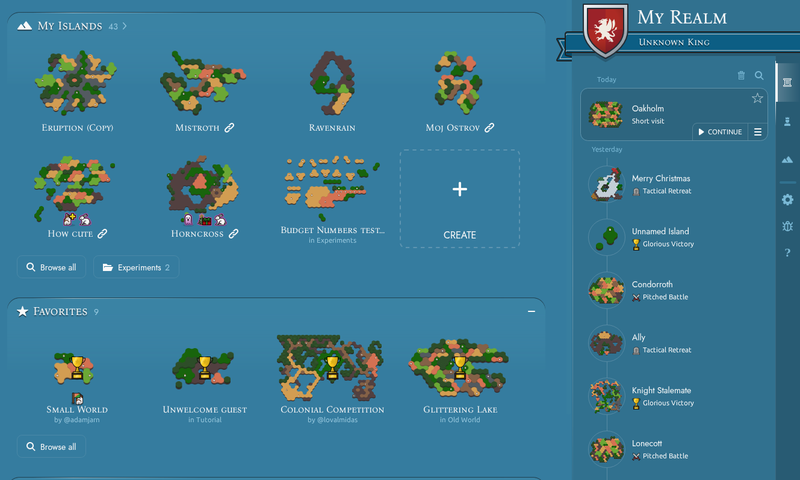 My Islands 43
Eruption (Copy)
Mistroth
Ravenrain
Moj Ostrov
How cute
Horncross
Budget Numbers test...
in Experiments
CREATE
Browse all
Experiments 2
Favorites 9
Small World
by @adamjarn
Unwelcome guest
in Tutorial
Colonial Competition
by @lovalmidas
Glittering Lake
in Old World
Browse all
My Realm
Unknown King
Today
Oakholm
Short visit
CONTINUE
Yesterday
Merry Christmas
Tactical Retreat
Unnamed Island
Glorious Victory
Condorroth
Pitched Battle
Ally
Tactical Retreat
Knight Stalemate
Glorious Victory
Lonecott
Pitched Battle
?